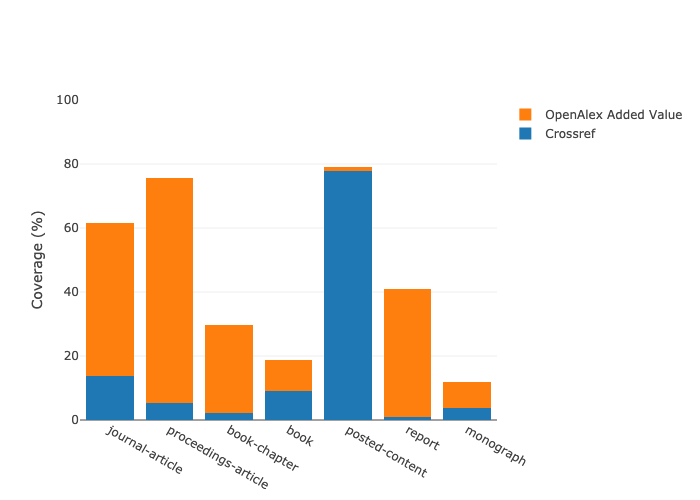 100
80
60
40
20
0
Coverage (%)
journal-article
proceedings-article
book-chapter
book
posted-content
report
monograph
OpenAlex Added Value
Crossref